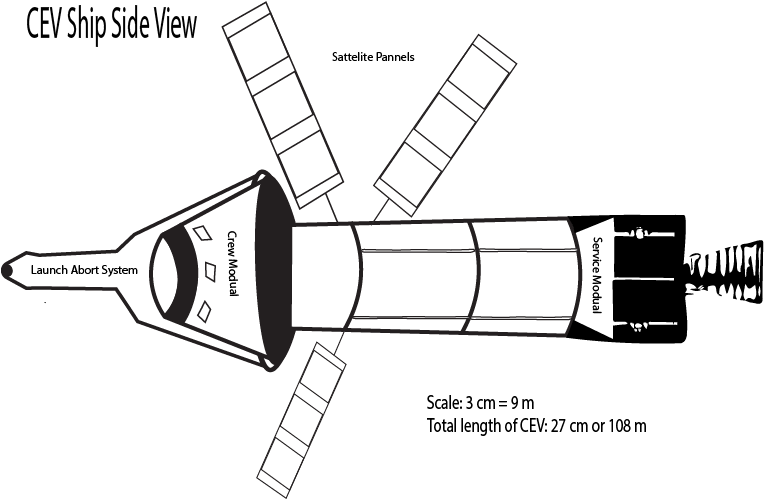 CEV Ship Side View
Sattelite Pannels
Launch Abort System
Crew Modual
Service Modual
Scale: 3 cm = 9 m
Total length of CEV: 27 cm or 108 m